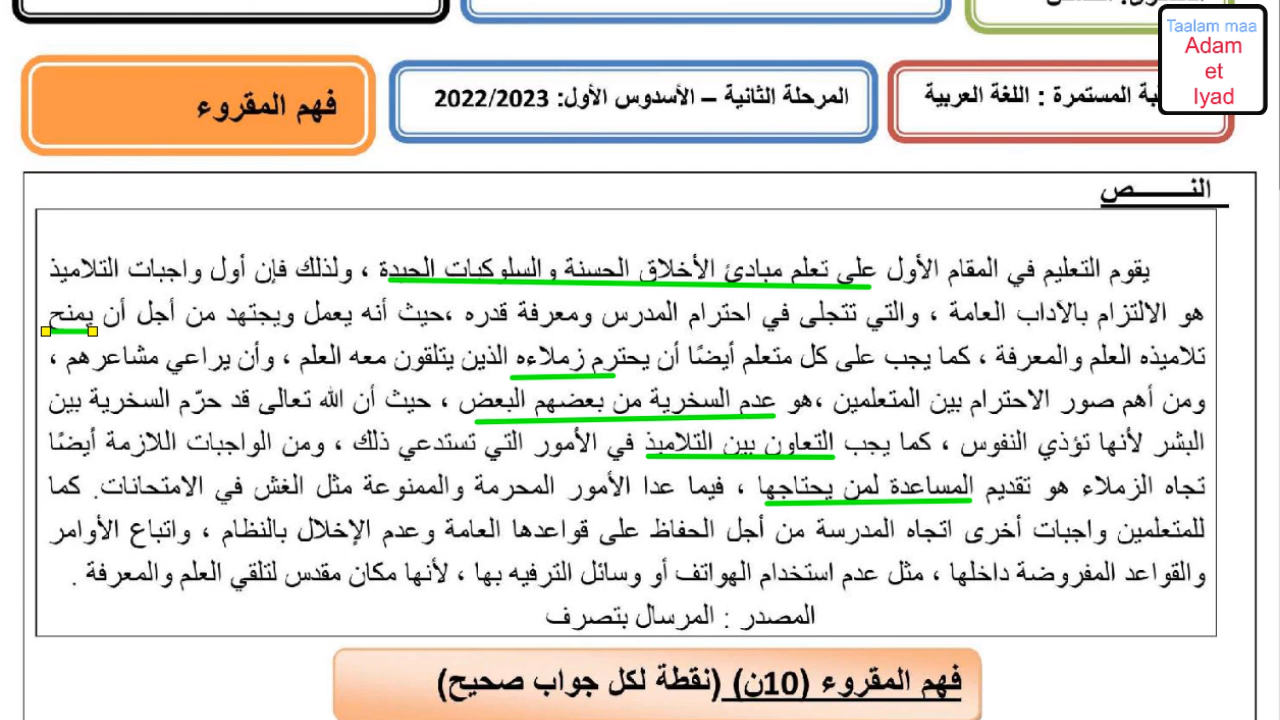 Taalam maa
Adam
et
Iyad
المستمرة : اللغة العربية
المرحلة الثانية – الأسدوس الأول: 2022/2023
فهم المقروء
النـــــــص
يقوم التعليم في المقام الأول على تعلم مبادئ الأخلاق الحسنة والسلوكيات الجيدة ، ولذلك فإن أول واجبات التلاميذ
هو الالتزام بالآداب العامة ، والتي تتجلى في احترام المدرس ومعرفة قدره ،حيث أنه يعمل ويجتهد من أجل أن يمنح
تلاميذه العلم والمعرفة ، كما يجب على كل متعلم أيضًا أن يحترم زملاءه الذين يتلقون معه العلم ، وأن يراعي مشاعرهم ،
ومن أهم صور الاحترام بين المتعلمين ،هو عدم السخرية من بعضهم البعض ، حيث أن الله تعالى قد حرّم السخرية بين
البشر لأنها تؤذي النفوس ، كما يجب التعاون بين التلاميذ في الأمور التي تستدعي ذلك ، ومن الواجبات اللازمة أيضًا
تجاه الزملاء هو تقديم المساعدة لمن يحتاجها ، فيما عدا الأمور المحرمة والممنوعة مثل الغش في الامتحانات. كما
للمتعلمين واجبات أخرى اتجاه المدرسة من أجل الحفاظ على قواعدها العامة وعدم الإخلال بالنظام ، واتباع الأوامر
والقواعد المفروضة داخلها ، مثل عدم استخدام الهواتف أو وسائل الترفيه بها ، لأنها مكان مقدس لتلقي العلم والمعرفة .
المصدر : المرسال بتصرف
فهم المقروء (10ن) (نقطة لكل جواب صحيح)